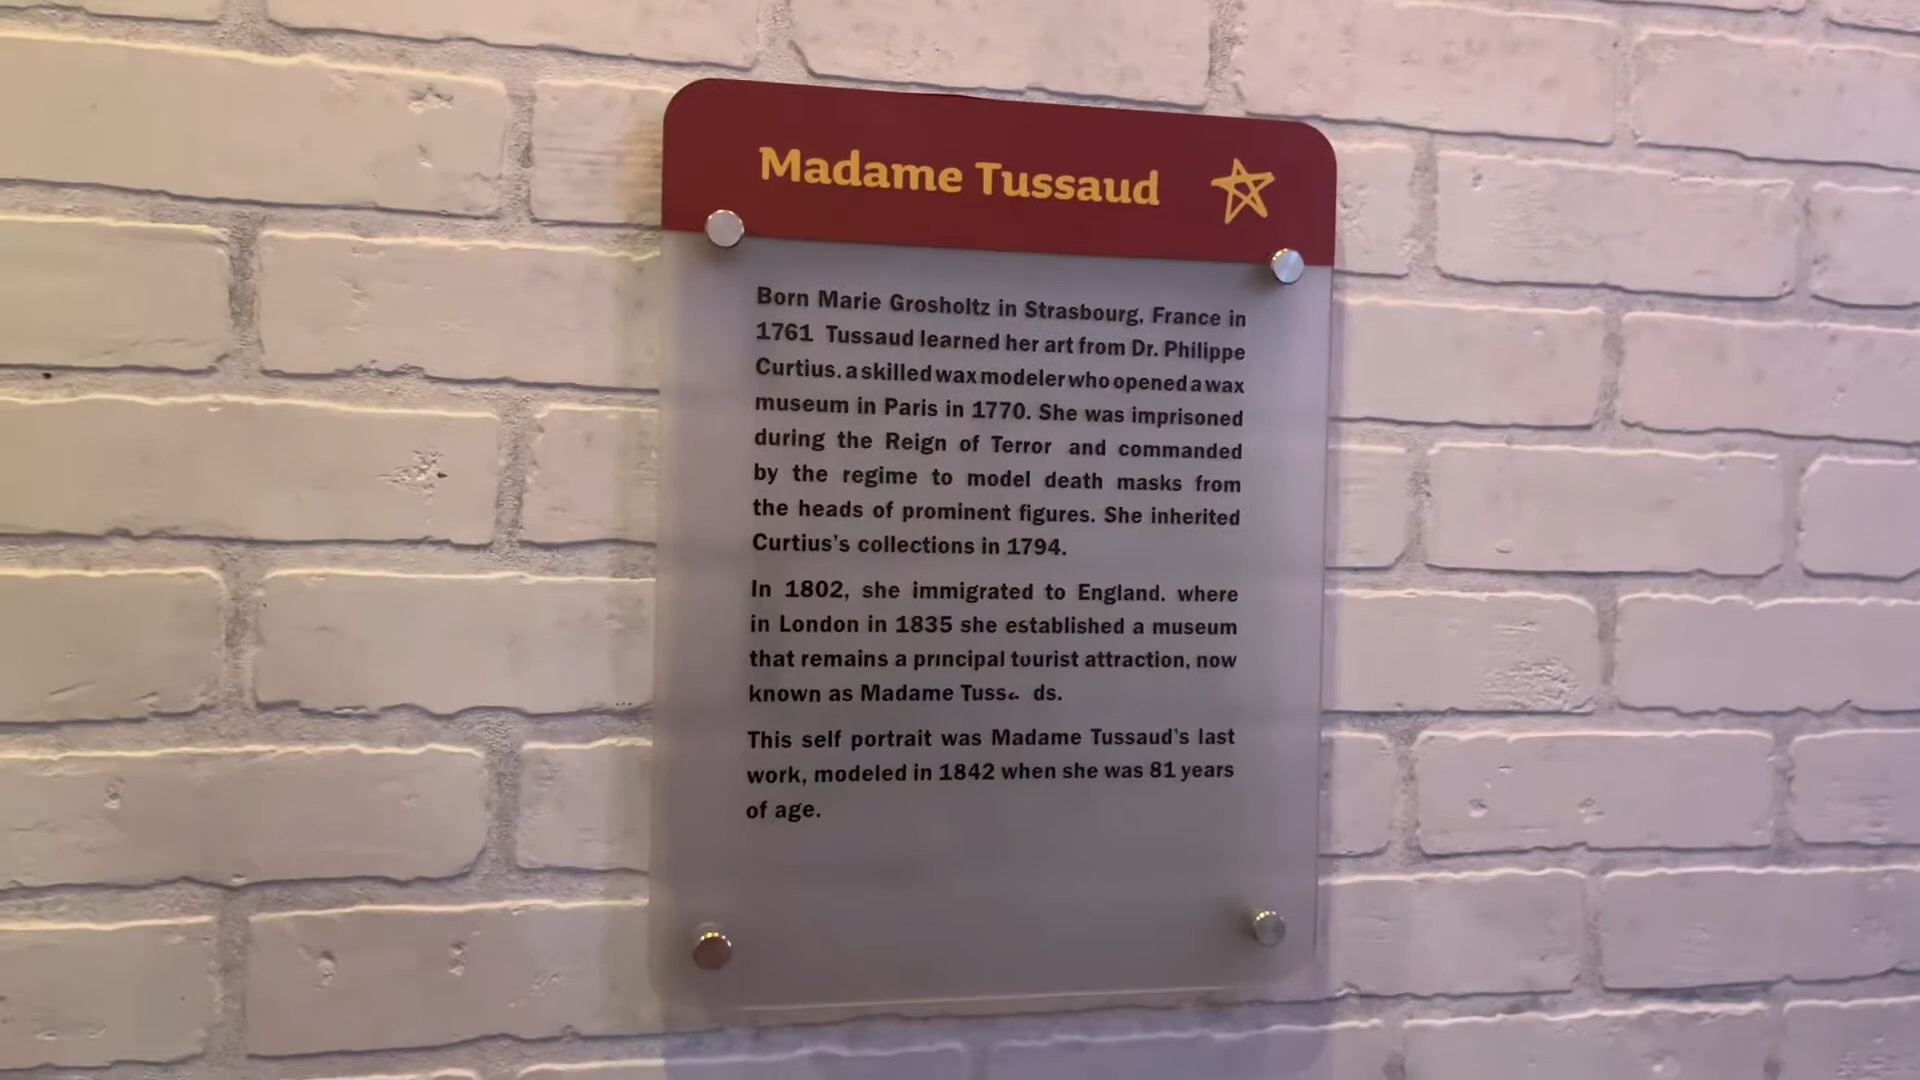 Madame Tussaud
Born Marie Grosholtz in Strasbourg, France in
1761 Tussaud learned her art from Dr. Philippe
Curtius. a skilled wax modeler who opened a wax
museum in Paris in 1770. She was imprisoned
during the Reign of Terror and commanded
by the regime to model death masks from
the heads of prominent figures. She inherited
Curtius's collections in 1794.
In 1802, she immigrated to England. where
in London in 1835 she established a museum
that remains a principal tourist attraction, now
known as Madame
This self portrait was Madame Tussaud's last
work, modeled in 1842 when she was 81 years
of age.